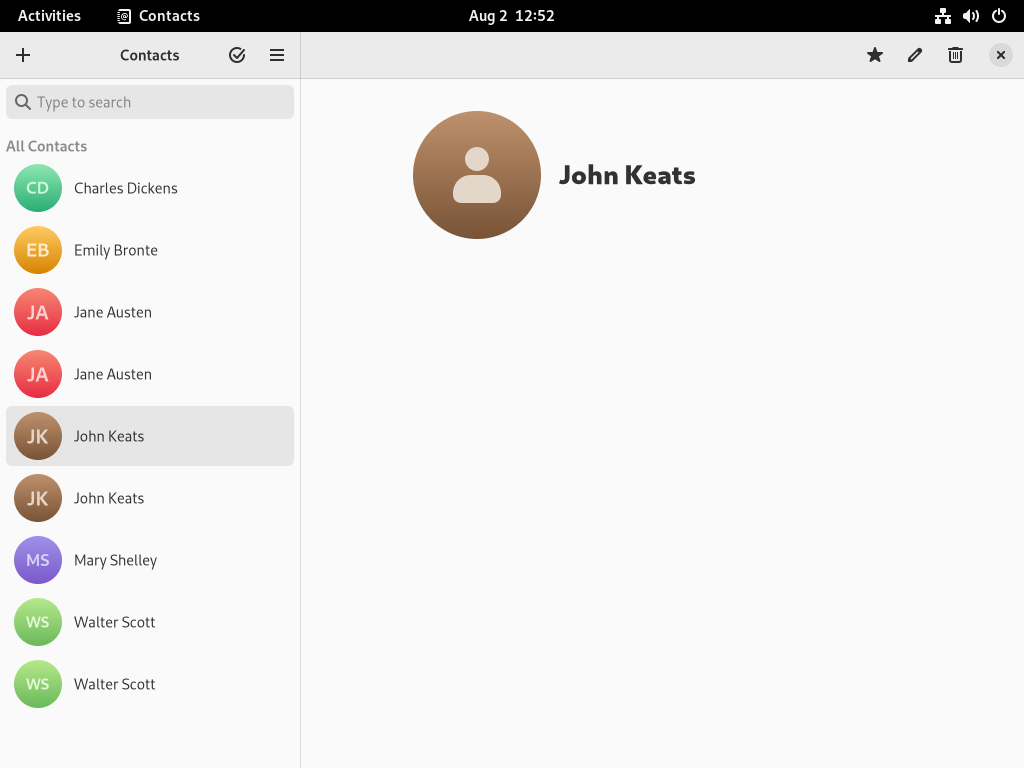 Activities Contacts Aug 2 12:52
Contacts
Type to search
All Contacts
CD Charles Dickens
EB Emily Bronte
JA Jane Austen
JA Jane Austen
JK John Keats
JK John Keats
MS Mary Shelley
WS Walter Scott
WS Walter Scott
John Keats